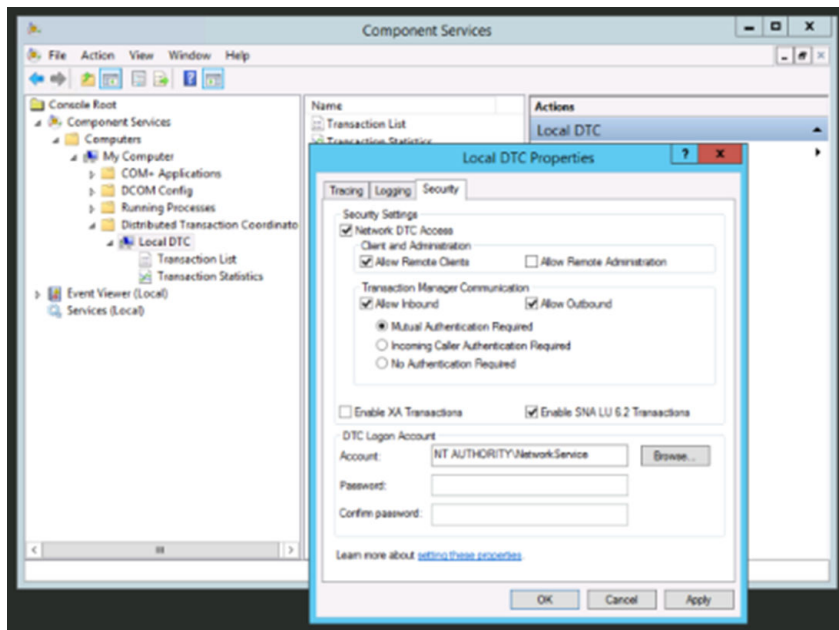 Component Services
File Action View Window Help
Console Root
Component Services
Computers
My Computer
COM+ Applications
DCOM Config
Running Processes
Distributed Transaction Coordinato
Local DTC
Transaction List
Transaction Statistics
Event Viewer (Local)
Services (Local)
Name
Transaction List
Transaction Statistics
Actions
Local DTC
Local DTC Properties
Tracing Logging Security
Security Settings
Network DTC Access
Client and Administration
Allow Remote Clients Allow Remote Administration
Transaction Manager Communication
Allow Inbound Allow Outbound
Mutual Authentication Required
Incoming Caller Authentication Required
No Authentication Required
Enable XA Transactions Enable SNA LU 6.2 Transactions
DTC Logon Account
Account: NT AUTHORITY\NetworkService Browse...
Password:
Confirm password:
Learn more about setting these properties.
OK Cancel Apply